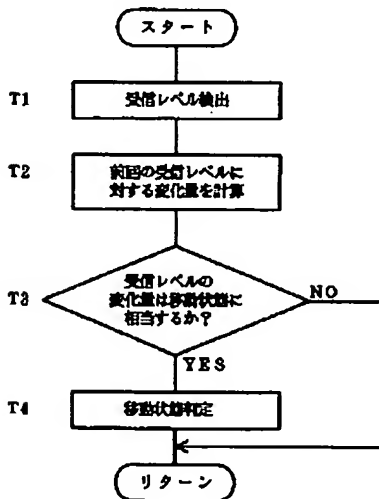 スタート
T1
受信レベル検出
T2
前回の受信レベルに
対する変化量を計算
T3
受信レベルの
変化量は移動状態に
相当するか?
NO
YES
T4
移動状態判定
リターン